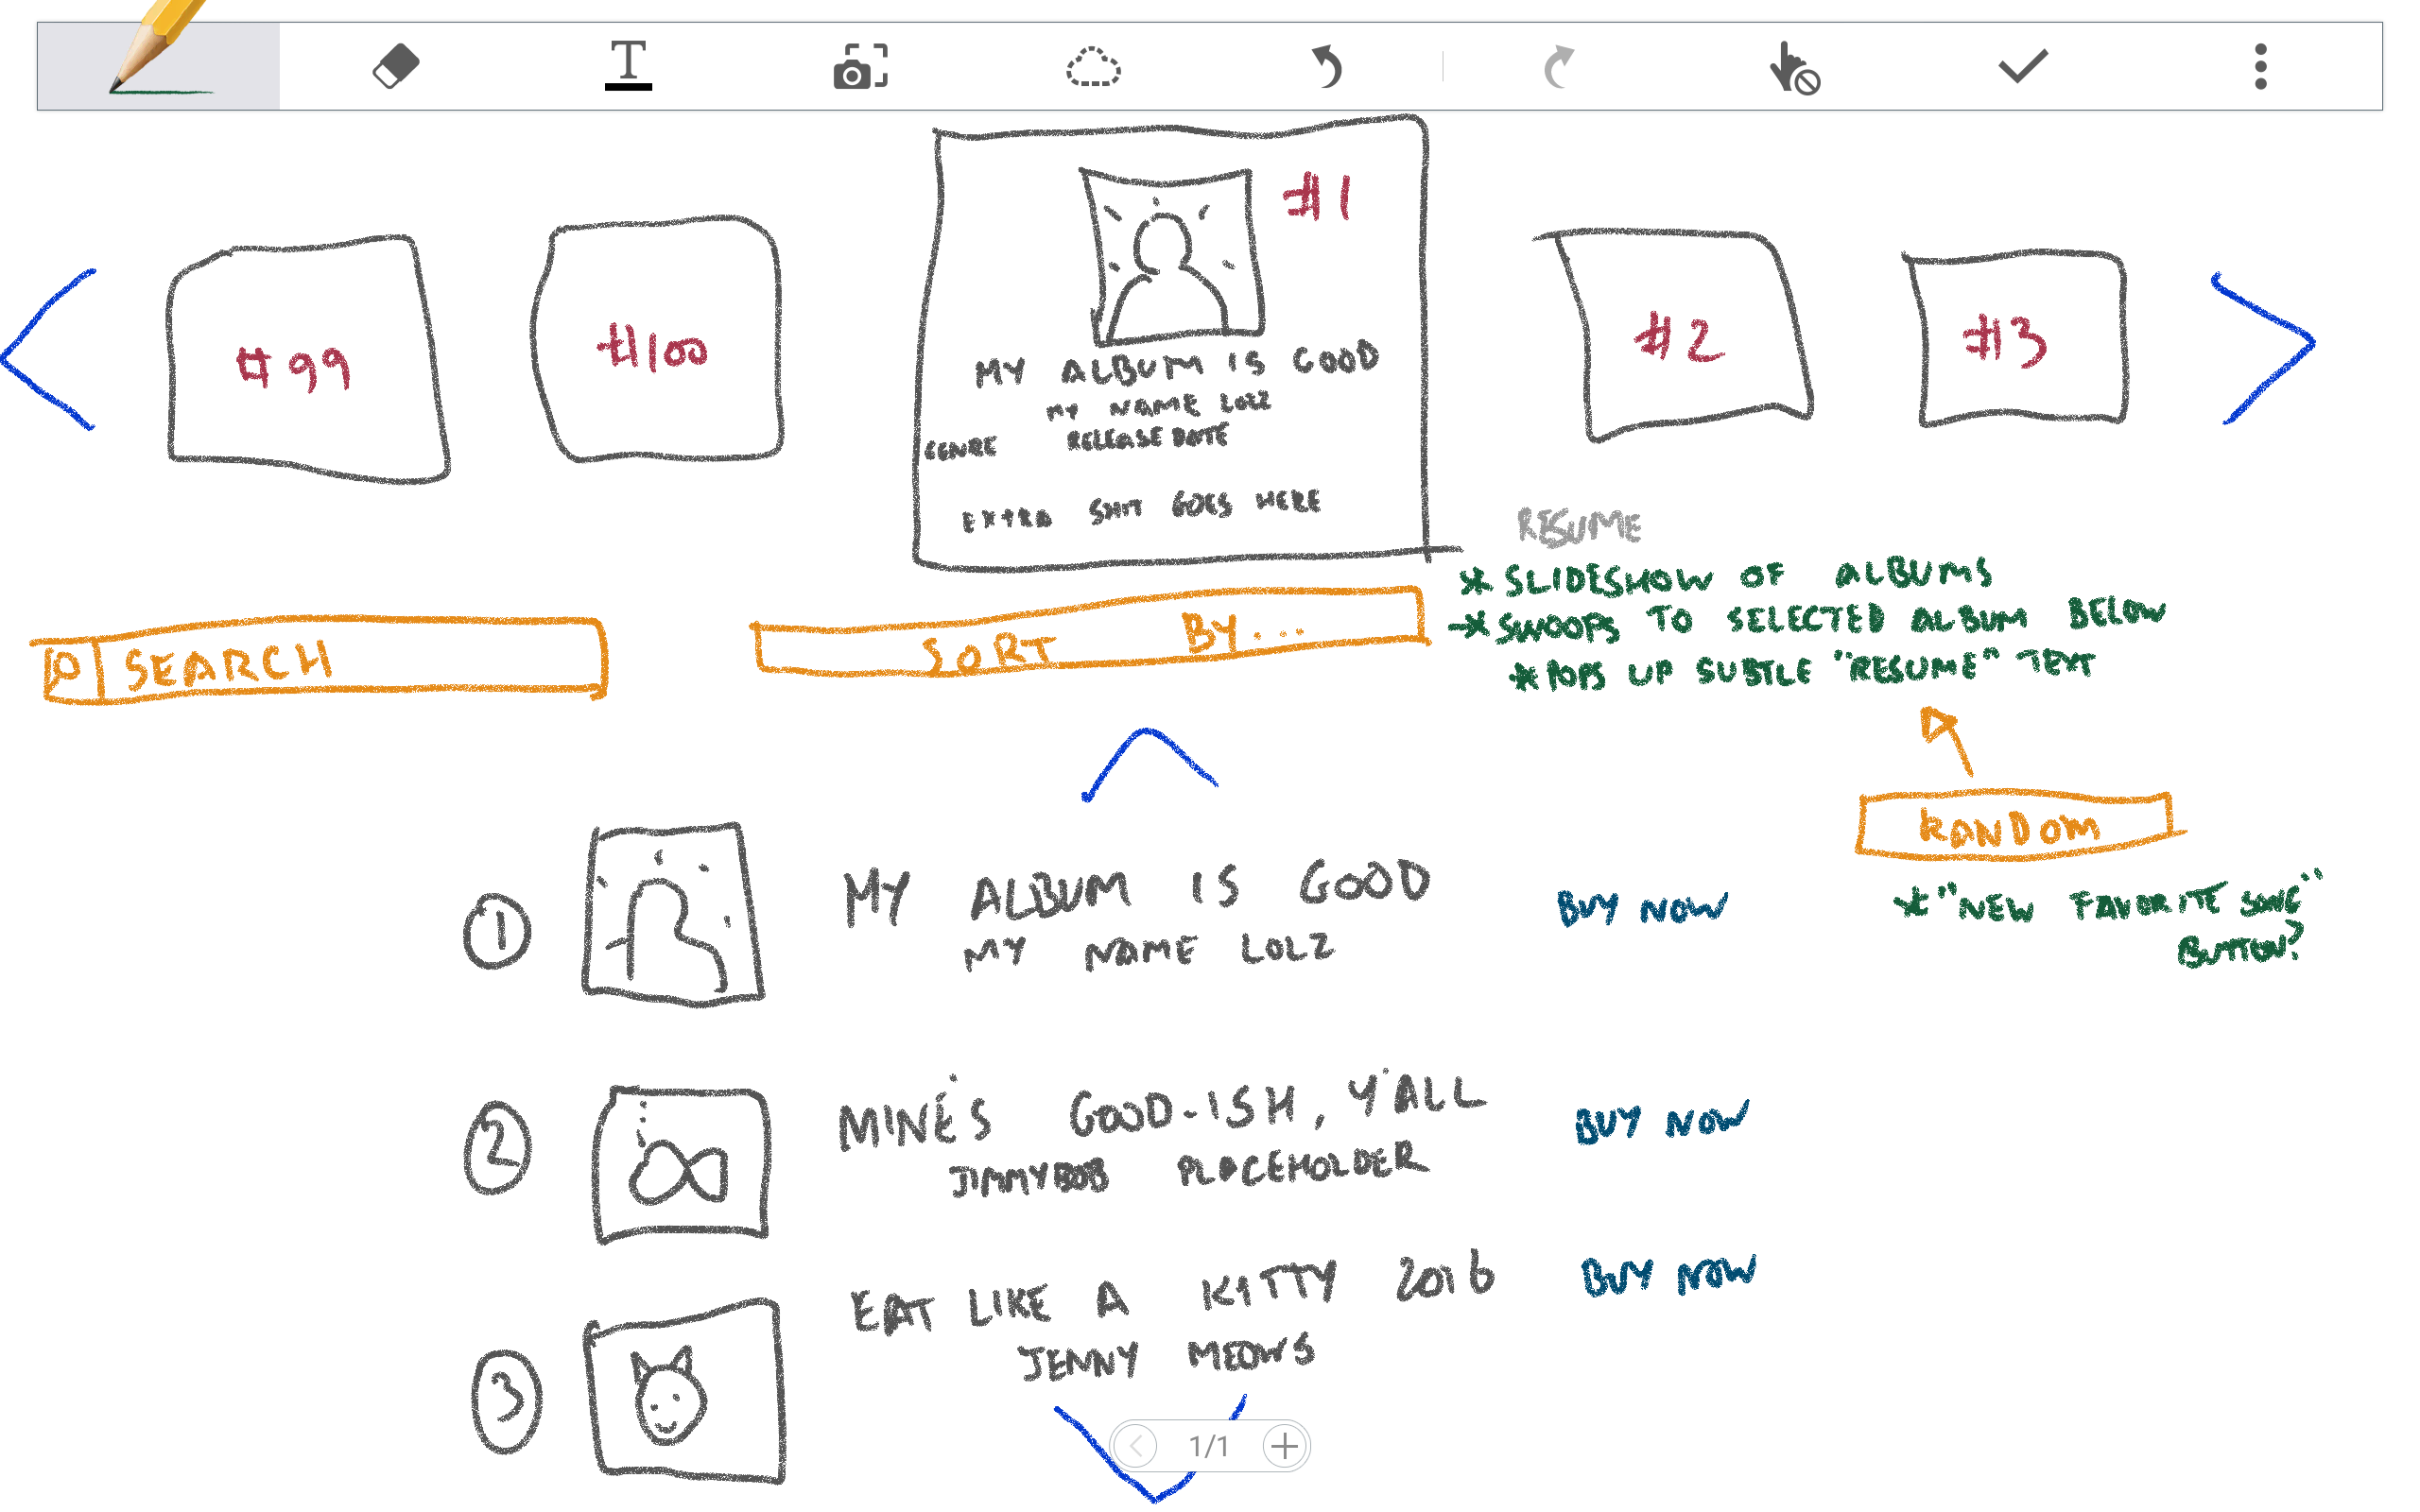 T
#1
#99
#100
#2
#3
MY ALBUM IS GOOD
MY NAME LOLZ
GENRE RELEASE DATE
EXTRA SHIT GOES HERE
RESUME
* SLIDESHOW OF ALBUMS
* SWOOPS TO SELECTED ALBUM BELOW
* POPS UP SUBTLE "RESUME" TEXT
SEARCH
SORT BY...
RANDOM
* "NEW FAVORITE SONG"
BUTTON?
1 MY ALBUM IS GOOD BUY NOW
MY NAME LOLZ
2 MINE'S GOOD-ISH, Y'ALL BUY NOW
JIMMYBOB PLACEHOLDER
3 EAT LIKE A KITTY 2016 BUY NOW
JENNY MEOWS
1/1